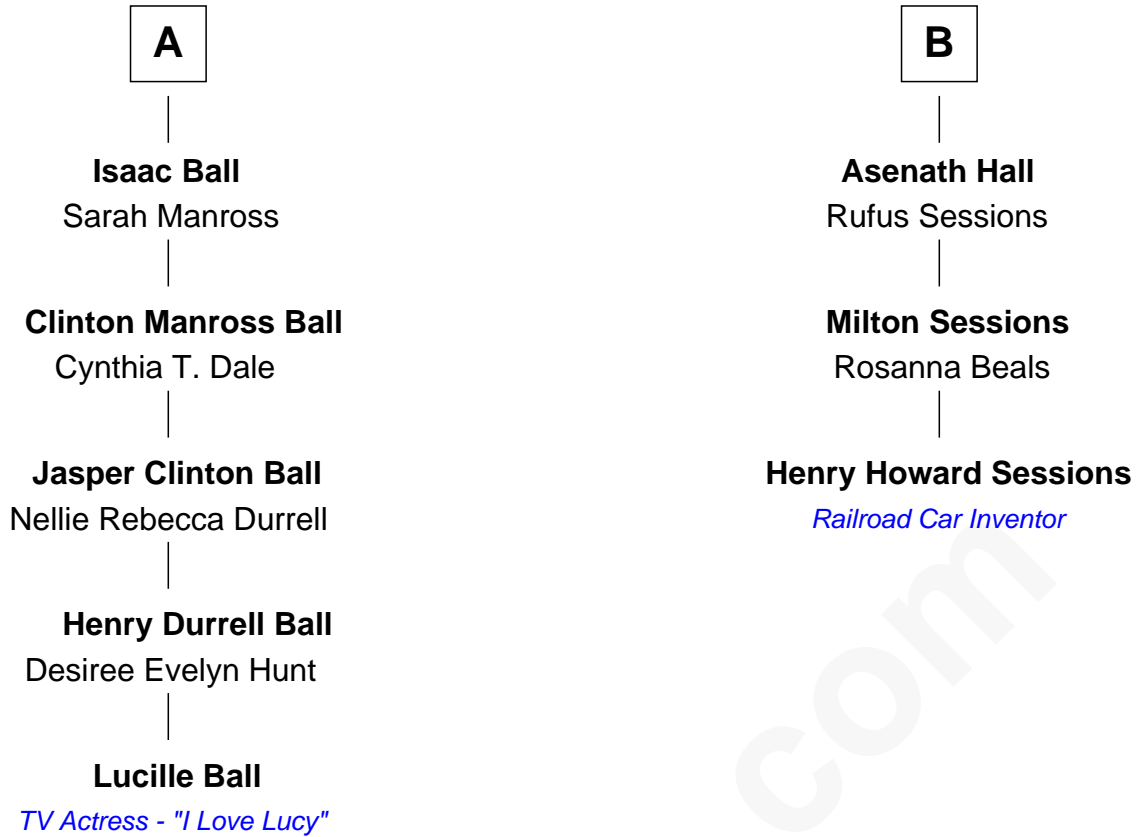 A
Isaac Ball
Sarah Manross
Clinton Manross Ball
Cynthia T. Dale
Jasper Clinton Ball
Nellie Rebecca Durrell
Henry Durrell Ball
Desiree Evelyn Hunt
Lucille Ball
TV Actress - "I Love Lucy"
B
Asenath Hall
Rufus Sessions
Milton Sessions
Rosanna Beals
Henry Howard Sessions
Railroad Car Inventor
com